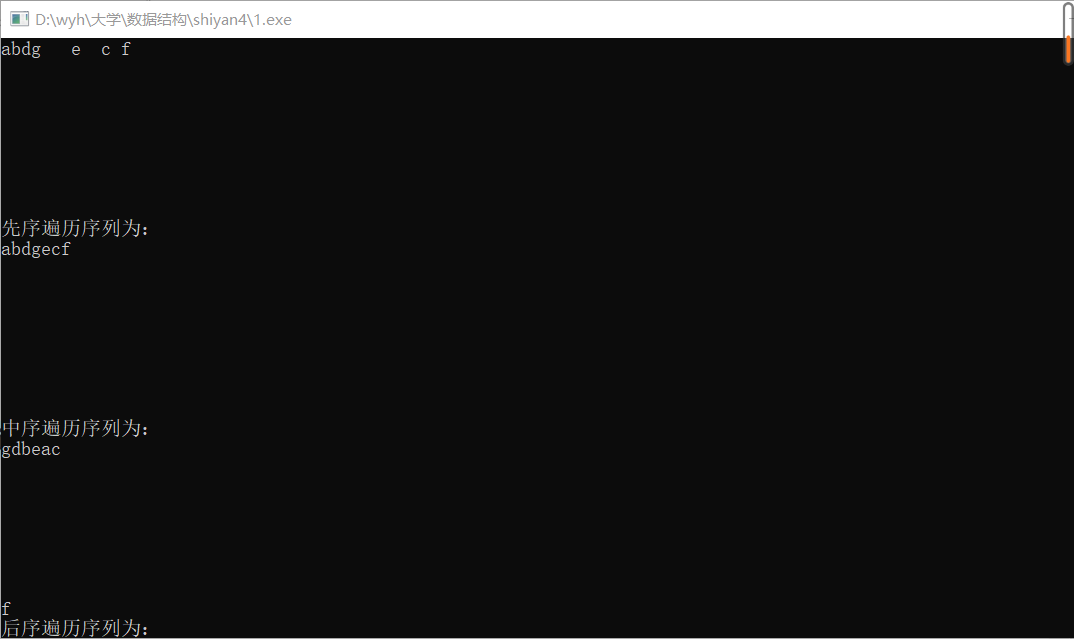 D:\wyh\大学\数据结构\shiyan4\1.exe
abdg   e  c f
先序遍历序列为：
abdgecf
中序遍历序列为：
gdbeac
f
后序遍历序列为：